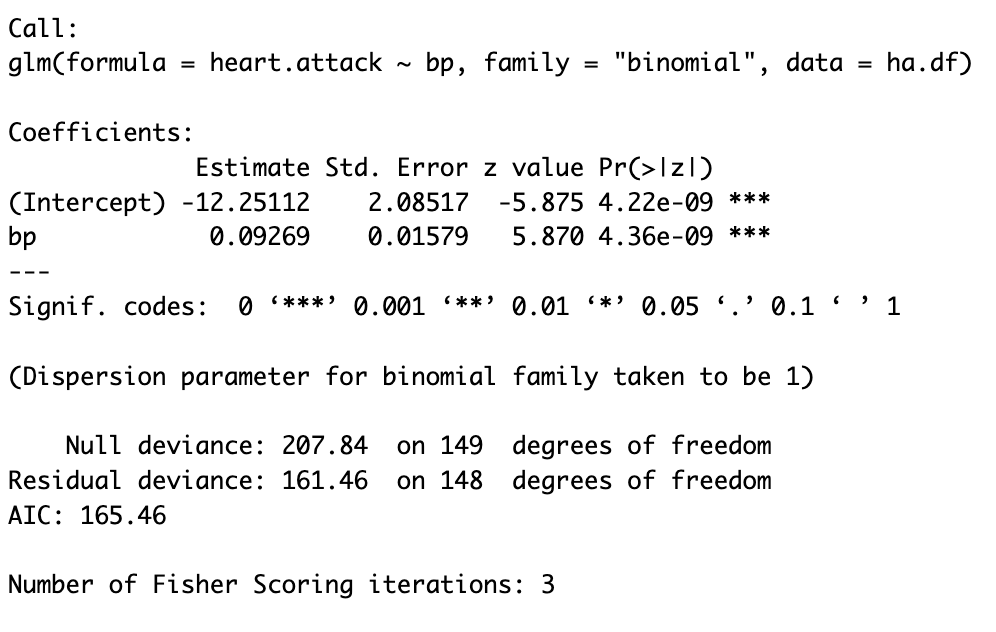 Call:
glm(formula = heart.attack ~ bp, family = "binomial", data = ha.df)

Coefficients:
             Estimate Std. Error z value Pr(>|z|)
(Intercept) -12.25112    2.08517  -5.875 4.22e-09 ***
bp            0.09269    0.01579   5.870 4.36e-09 ***
---
Signif. codes:  0 ‘***’ 0.001 ‘**’ 0.01 ‘*’ 0.05 ‘.’ 0.1 ‘ ’ 1

(Dispersion parameter for binomial family taken to be 1)

    Null deviance: 207.84  on 149  degrees of freedom
Residual deviance: 161.46  on 148  degrees of freedom
AIC: 165.46

Number of Fisher Scoring iterations: 3